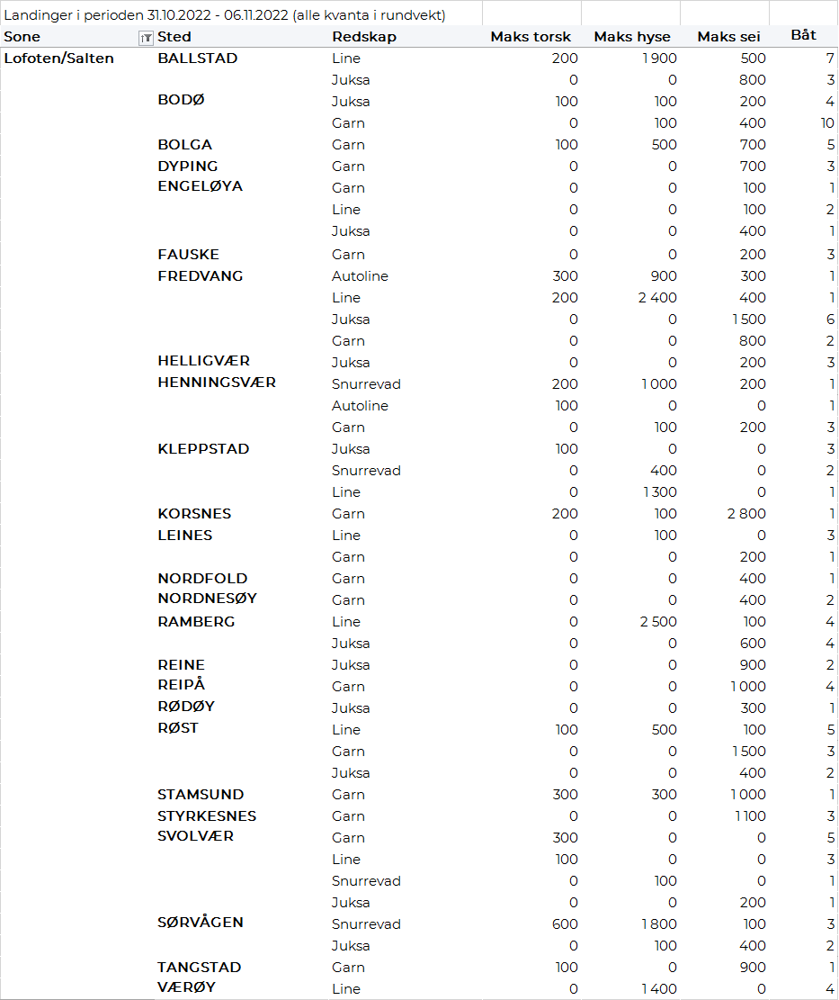 Landinger i perioden 31.10.2022 - 06.11.2022 (alle kvanta i rundvekt)
Sone Sted Redskap Maks torsk Maks hyse Maks sei Båt
Lofoten/Salten BALLSTAD Line 200 1 900 500 7
Juksa 0 0 800 3
BODØ Juksa 100 100 200 4
Garn 0 100 400 10
BOLGA Garn 100 500 700 5
DYPING Garn 0 0 700 3
ENGELØYA Garn 0 0 100 1
Line 0 0 100 2
Juksa 0 0 400 1
FAUSKE Garn 0 0 200 3
FREDVANG Autoline 300 900 300 1
Line 200 2 400 400 1
Juksa 0 0 1 500 6
Garn 0 0 800 2
HELLIGVÆR Juksa 0 0 200 3
HENNINGSVÆR Snurrevad 200 1 000 200 1
Autoline 100 0 0 1
Garn 0 100 200 3
KLEPPSTAD Juksa 100 0 0 3
Snurrevad 0 400 0 2
Line 0 1 300 0 1
KORSNES Garn 200 100 2 800 1
LEINES Line 0 100 0 3
Garn 0 0 200 1
NORDFOLD Garn 0 0 400 1
NORDNESØY Garn 0 0 400 2
RAMBERG Line 0 2 500 100 4
Juksa 0 0 600 4
REINE Juksa 0 0 900 2
REIPÅ Garn 0 0 1 000 4
RØDØY Juksa 0 0 300 1
RØST Line 100 500 100 5
Garn 0 0 1 500 3
Juksa 0 0 400 2
STAMSUND Garn 300 300 1 000 1
STYRKESNES Garn 0 0 1 100 3
SVOLVÆR Garn 300 0 0 5
Line 100 0 0 3
Snurrevad 0 100 0 1
Juksa 0 0 200 1
SØRVÅGEN Snurrevad 600 1 800 100 3
Juksa 0 100 400 2
TANGSTAD Garn 100 0 900 1
VÆRØY Line 0 1 400 0 4